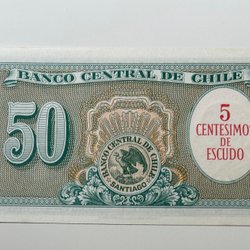 BANCO CENTRAL DE CHILE
50
BANCO CENTRAL DE CHILE
SANTIAGO
5
CENTESIMOS
DE
ESCUDO